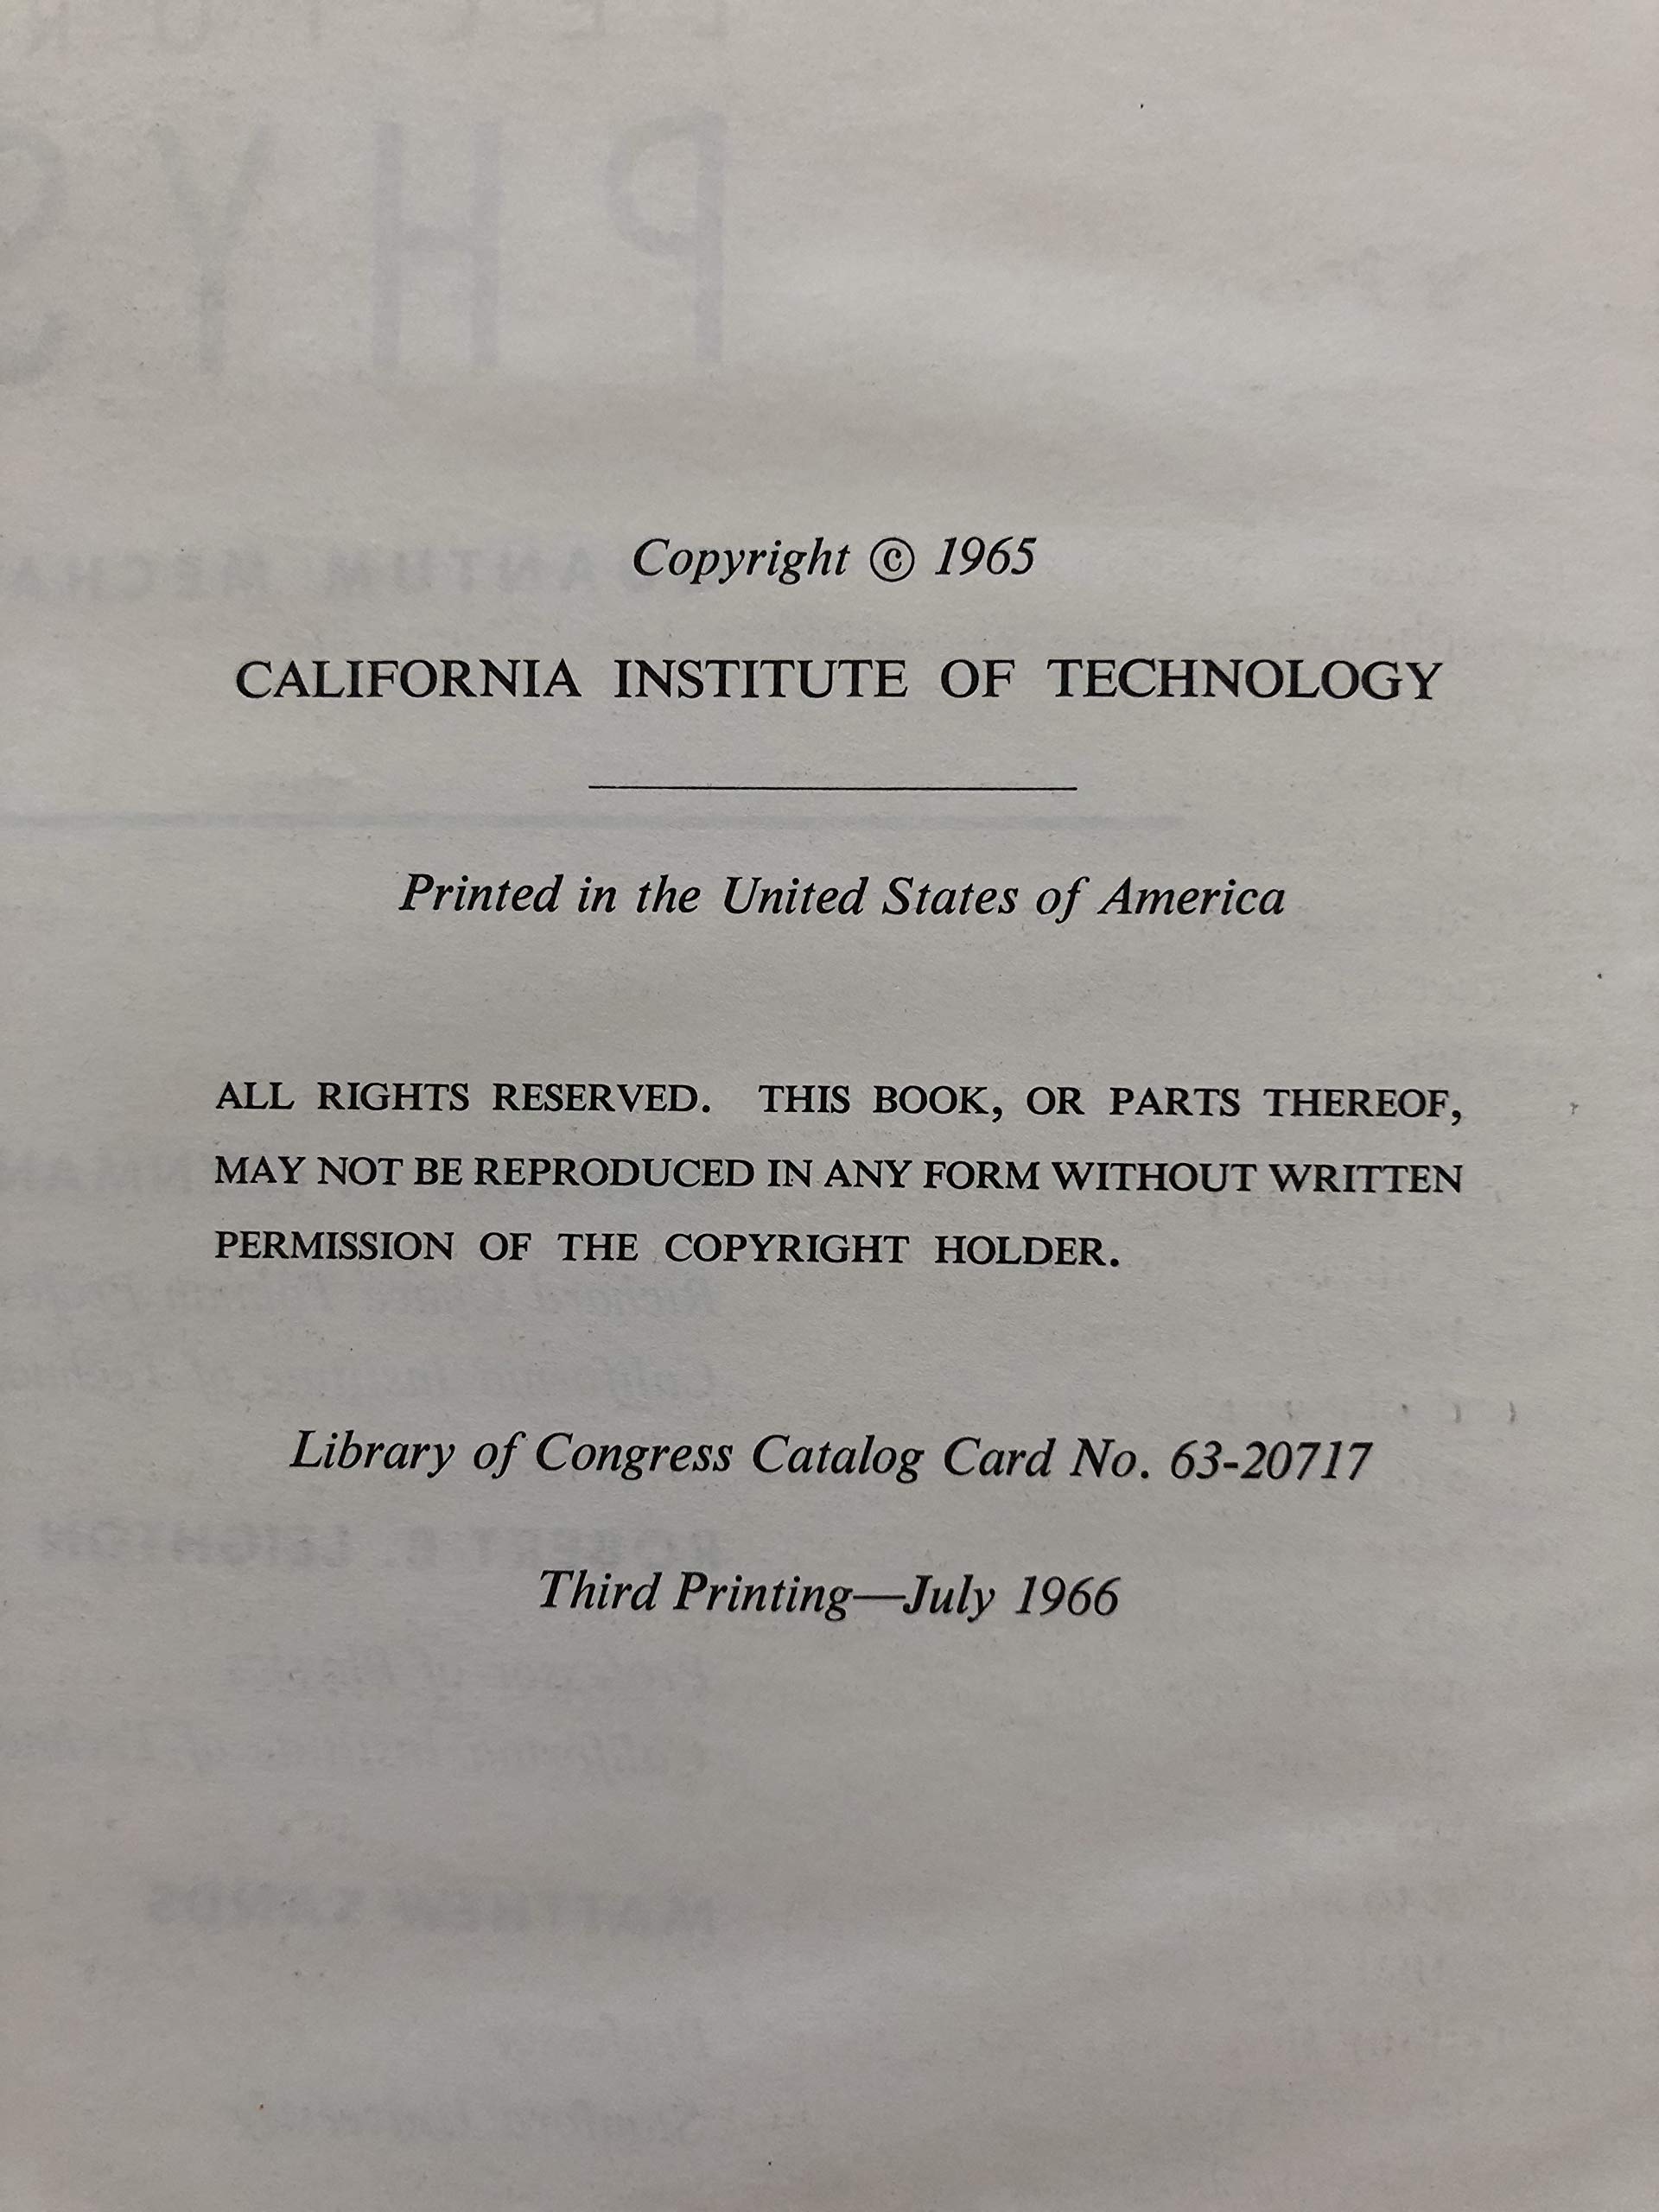 Copyright © 1965
CALIFORNIA INSTITUTE OF TECHNOLOGY
Printed in the United States of America
ALL RIGHTS RESERVED. THIS BOOK, OR PARTS THEREOF,
MAY NOT BE REPRODUCED IN ANY FORM WITHOUT WRITTEN
PERMISSION OF THE COPYRIGHT HOLDER.
Library of Congress Catalog Card No. 63-20717
Third Printing—July 1966